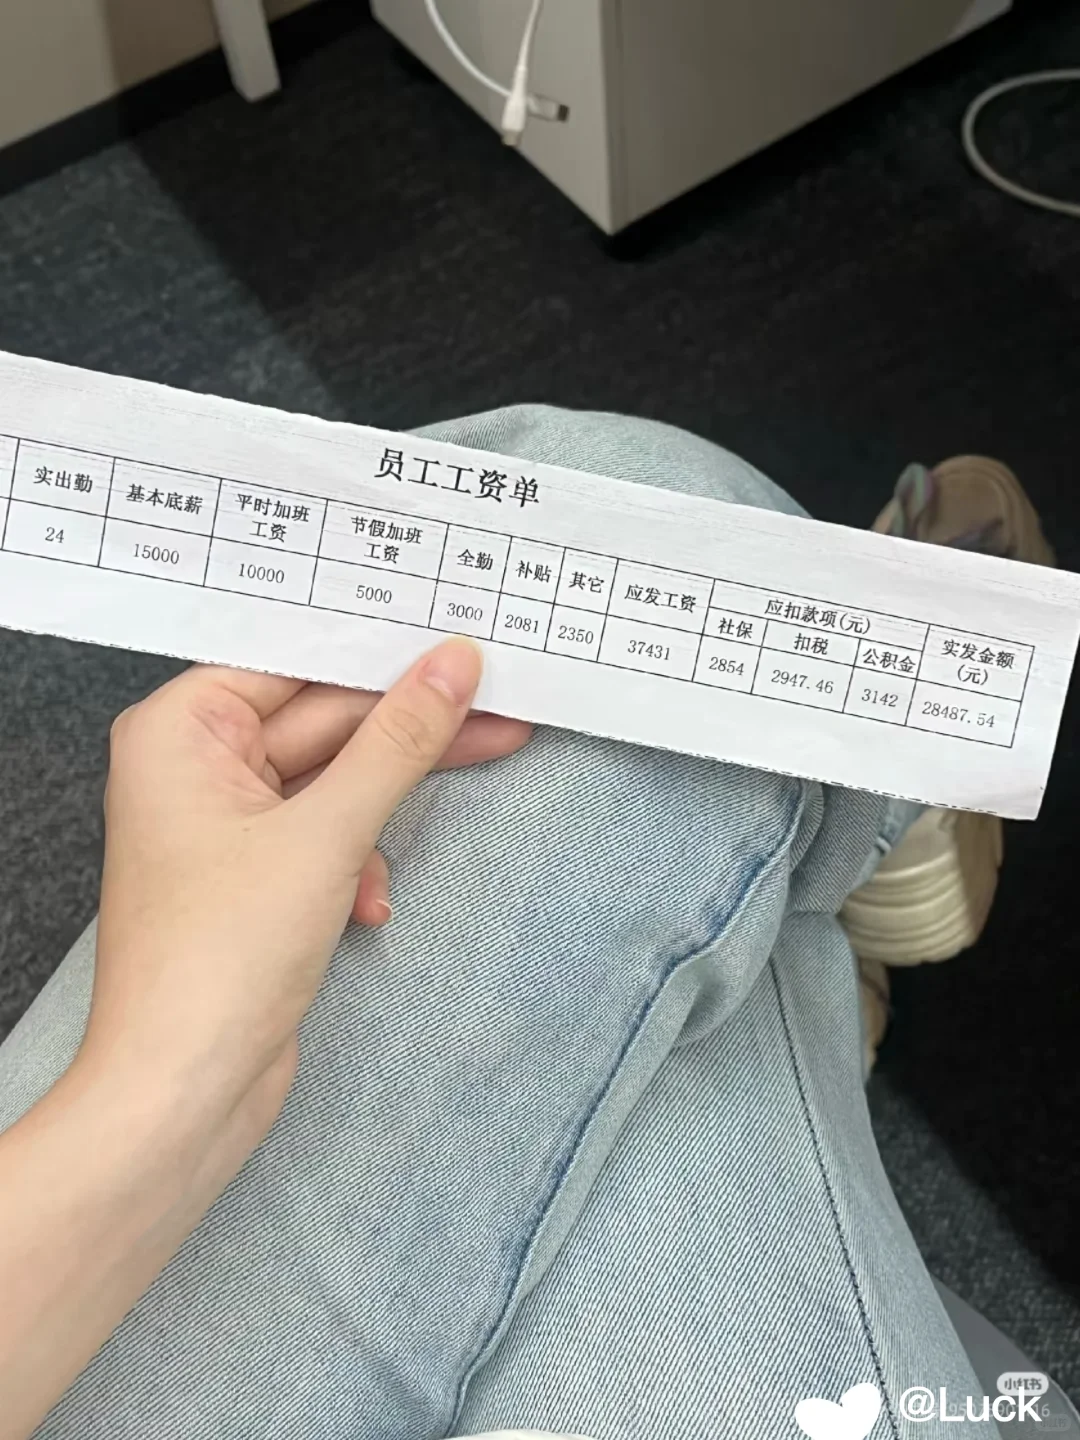 员工工资单
实出勤 基本底薪 平时加班工资 节假加班工资 全勤 补贴 其它 应发工资 应扣款项(元) 实发金额(元)
社保 扣税 公积金
24 15000 10000 5000 3000 2081 2350 37431 2854 2947.46 3142 28487.54
小红书
@Luck